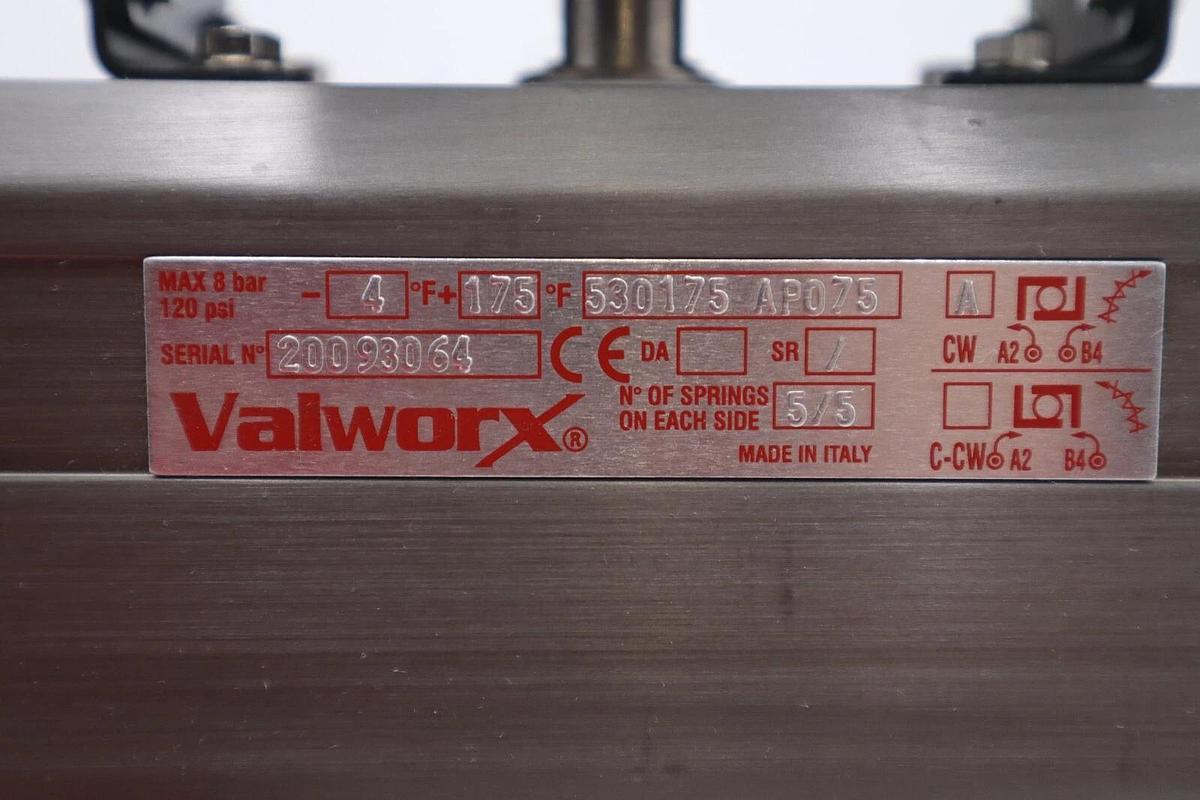 MAX 8 bar
120 psi
- 4 °F+ 175 °F 530175 AP075 A
SERIAL N° 20093064 CE DA SR / CW A2 B4
Valworx®
N° OF SPRINGS
ON EACH SIDE 5/5
MADE IN ITALY C-CW A2 B4